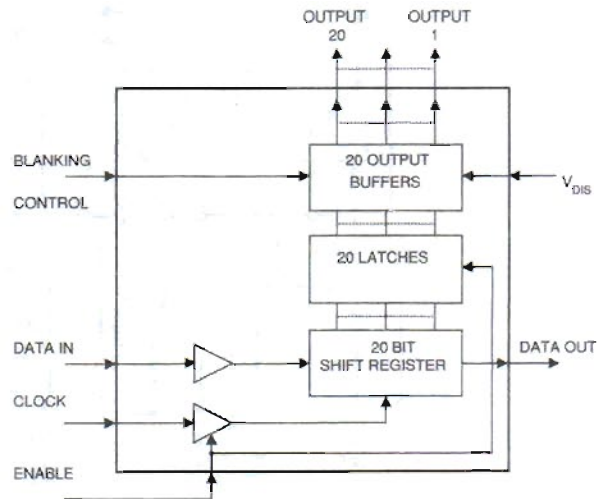 OUTPUT OUTPUT
20 1
20 OUTPUT
BUFFERS
BLANKING
CONTROL
VDIS
20 LATCHES
20 BIT
SHIFT REGISTER
DATA IN
DATA OUT
CLOCK
ENABLE